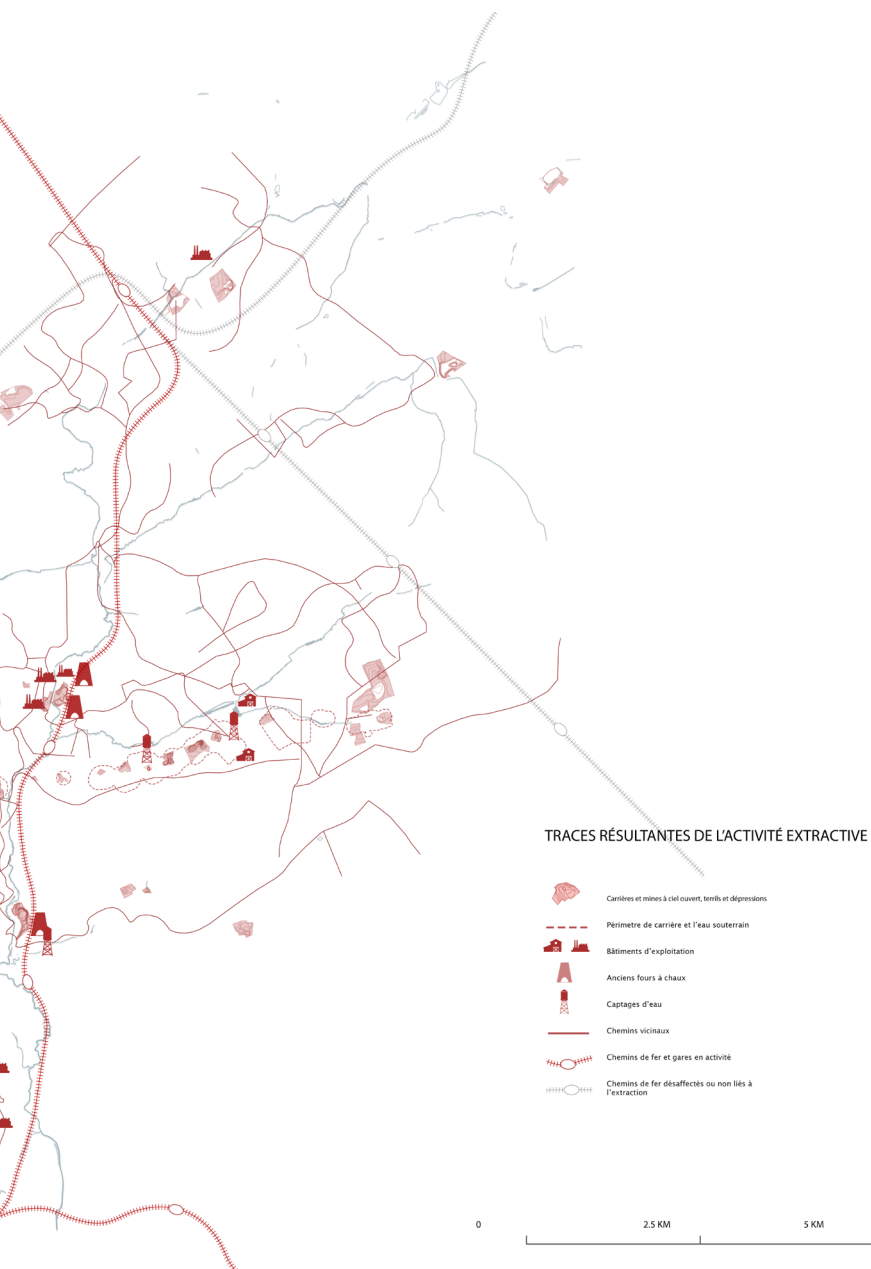 TRACES RÉSULTANTES DE L'ACTIVITÉ EXTRACTIVE
Carrières et mines à ciel ouvert, terrils et dépressions
Périmetre de carrière et l'eau souterrain
Bâtiments d'exploitation
Anciens fours à chaux
Captages d'eau
Chemins vicinaux
Chemins de fer et gares en activité
Chemins de fer désaffectés ou non liés à
l'extraction
0 2.5 KM 5 KM